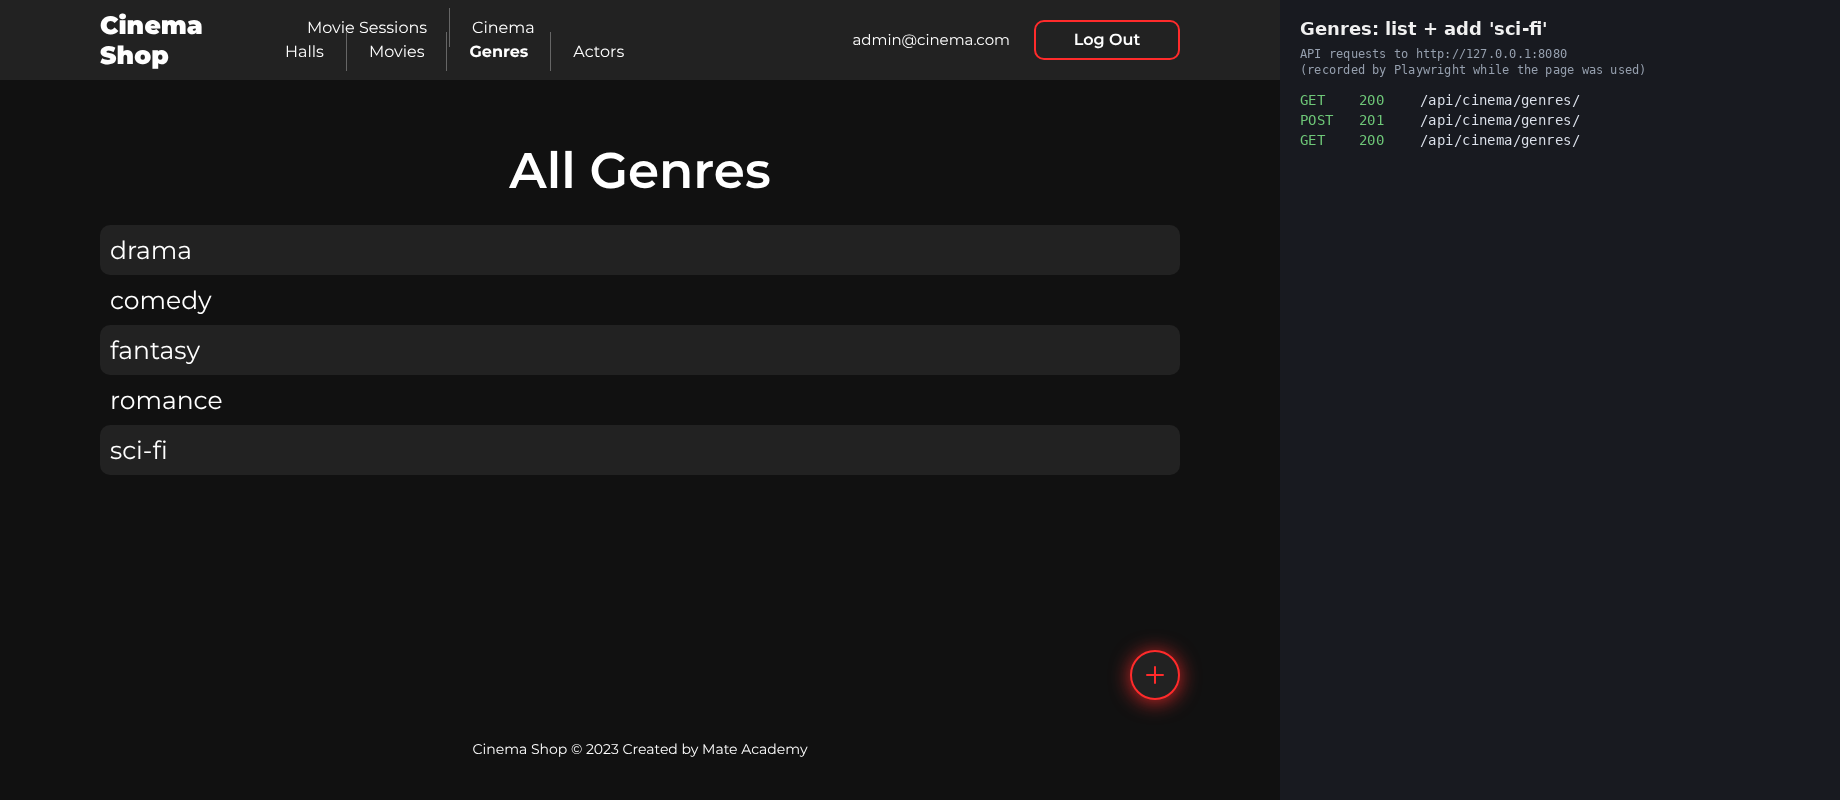 Cinema
Shop
Movie Sessions
Cinema
Halls
Movies
Genres
Actors
admin@cinema.com
Log Out
All Genres
drama
comedy
fantasy
romance
sci-fi
Cinema Shop © 2023 Created by Mate Academy
Genres: list + add 'sci-fi'
API requests to http://127.0.0.1:8080
(recorded by Playwright while the page was used)
GET 200 /api/cinema/genres/
POST 201 /api/cinema/genres/
GET 200 /api/cinema/genres/